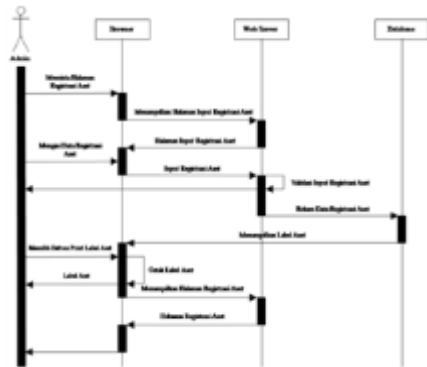 Browser
Web Server
Database
Admin
Meminta Halaman
Registrasi Aset
Menampilkan Halaman Input Registrasi Aset
Halaman Input Registrasi Aset
Mengisi Data Registrasi
Aset
Input Registrasi Aset
Validasi Input Registrasi Aset
Rekam Data Registrasi Aset
Menampilkan Label Aset
Memilih Print Label Aset
Cetak Label Aset
Label Aset
Menampilkan Halaman Registrasi Aset
Halaman Registrasi Aset